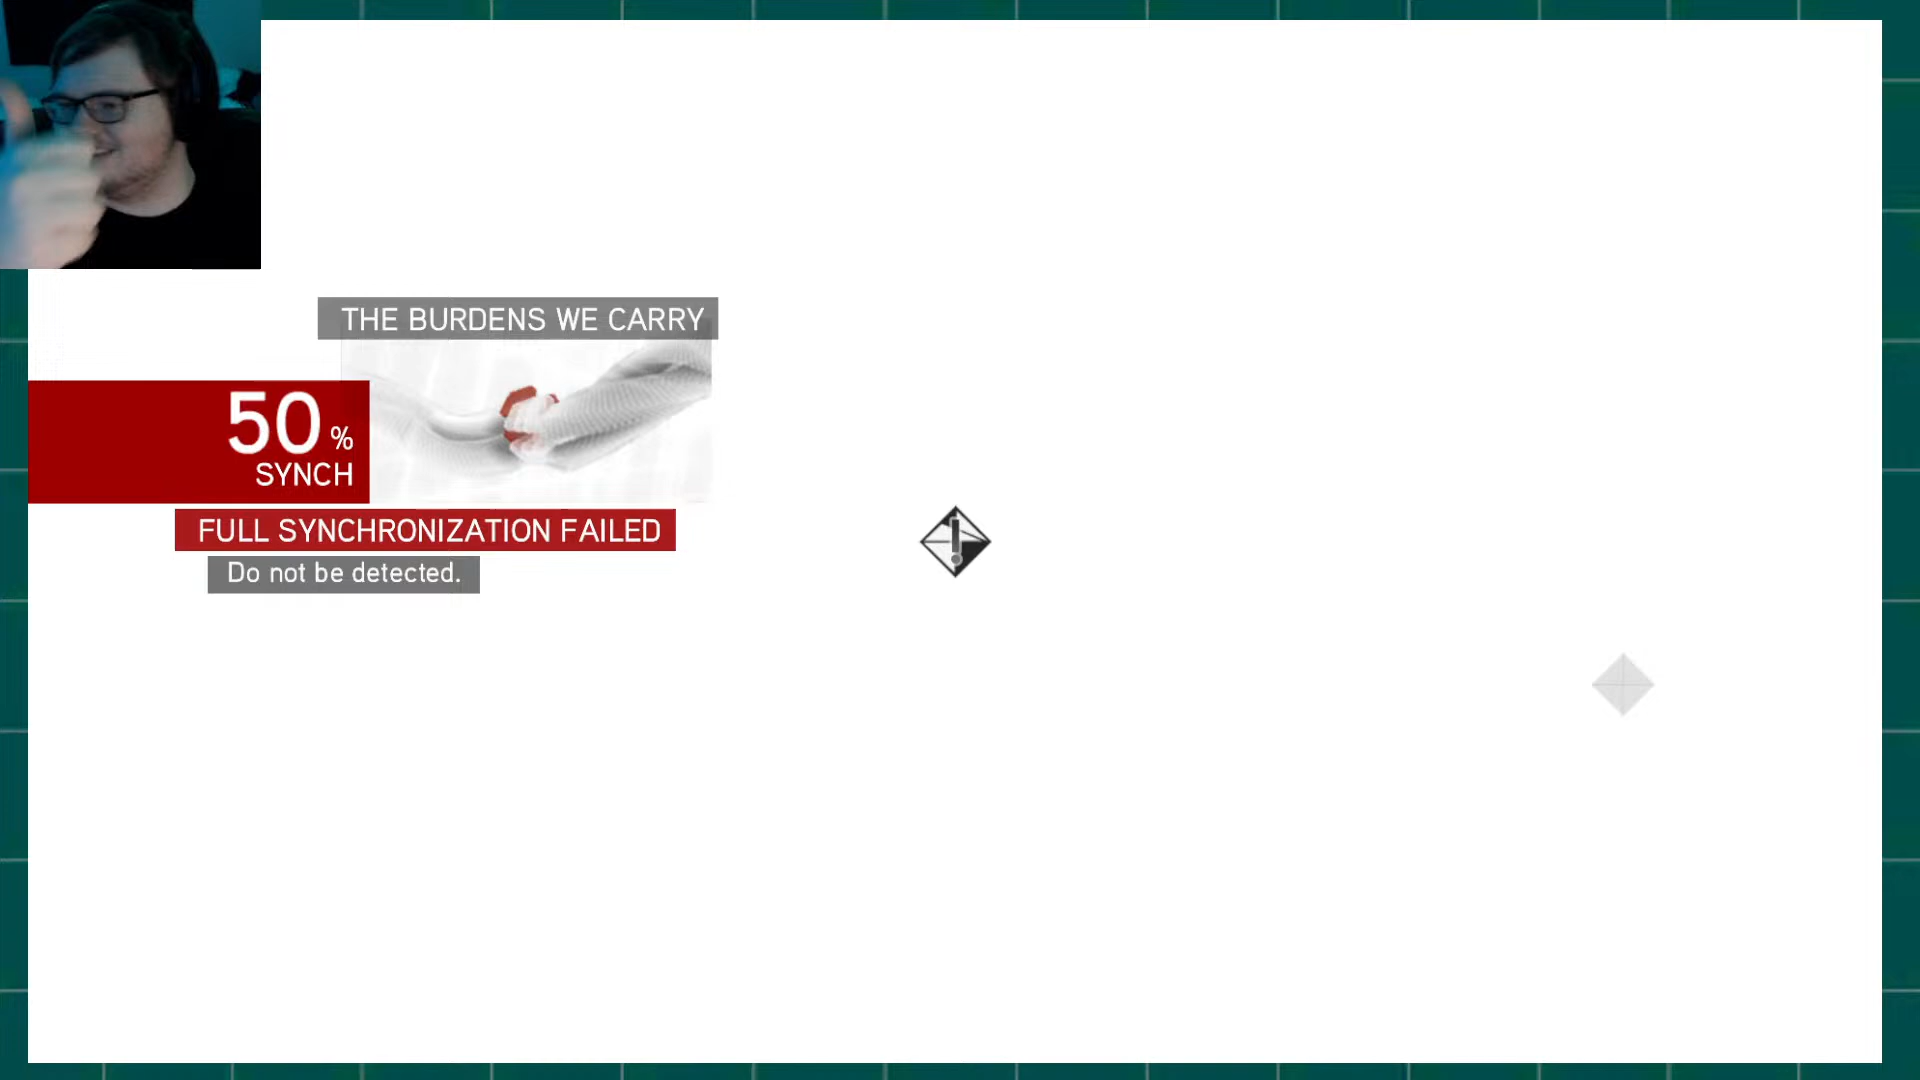 THE BURDENS WE CARRY
50 %
SYNCH
FULL SYNCHRONIZATION FAILED
Do not be detected.